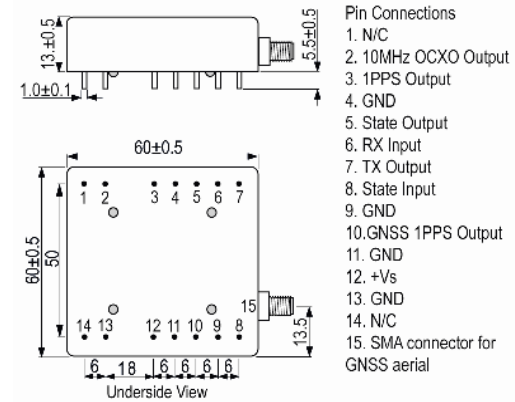 13.±0.5
5.5±0.5
1.0±0.1
60±0.5
1 2 3 4 5 6 7
60±0.5
50
15
14 13 12 11 10 9 8
13.5
6 18 6 6 6 6
Underside View
Pin Connections
1. N/C
2. 10MHz OCXO Output
3. 1PPS Output
4. GND
5. State Output
6. RX Input
7. TX Output
8. State Input
9. GND
10.GNSS 1PPS Output
11. GND
12. +Vs
13. GND
14. N/C
15. SMA connector for
GNSS aerial